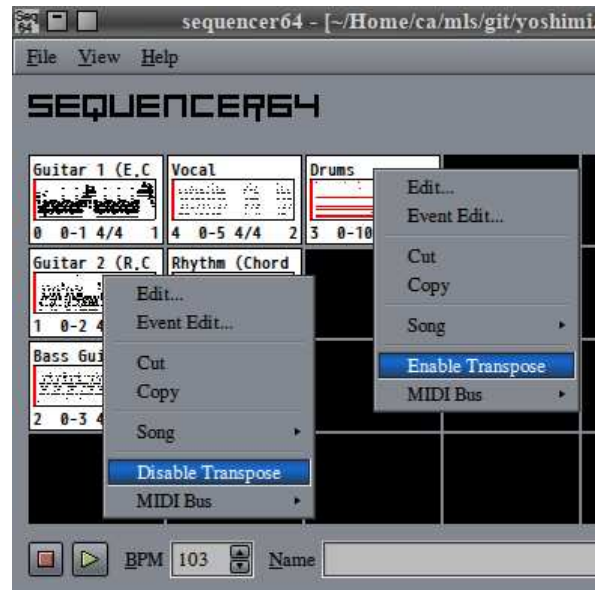 Seq
64
sequencer64 - [~/Home/ca/mls/git/yoshimi.
File View Help
SEQUENCER64
Guitar 1 (E,C
0 0-1 4/4 1
Vocal
4 0-5 4/4 2
Drums
3 0-10
Guitar 2 (R,C
1 0-2 4
Rhythm (Chord
Bass Gui
2 0-3 4
Edit...
Event Edit...
Cut
Copy
Song
Disable Transpose
MIDI Bus
Edit...
Event Edit...
Cut
Copy
Song
Enable Transpose
MIDI Bus
BPM 103 Name